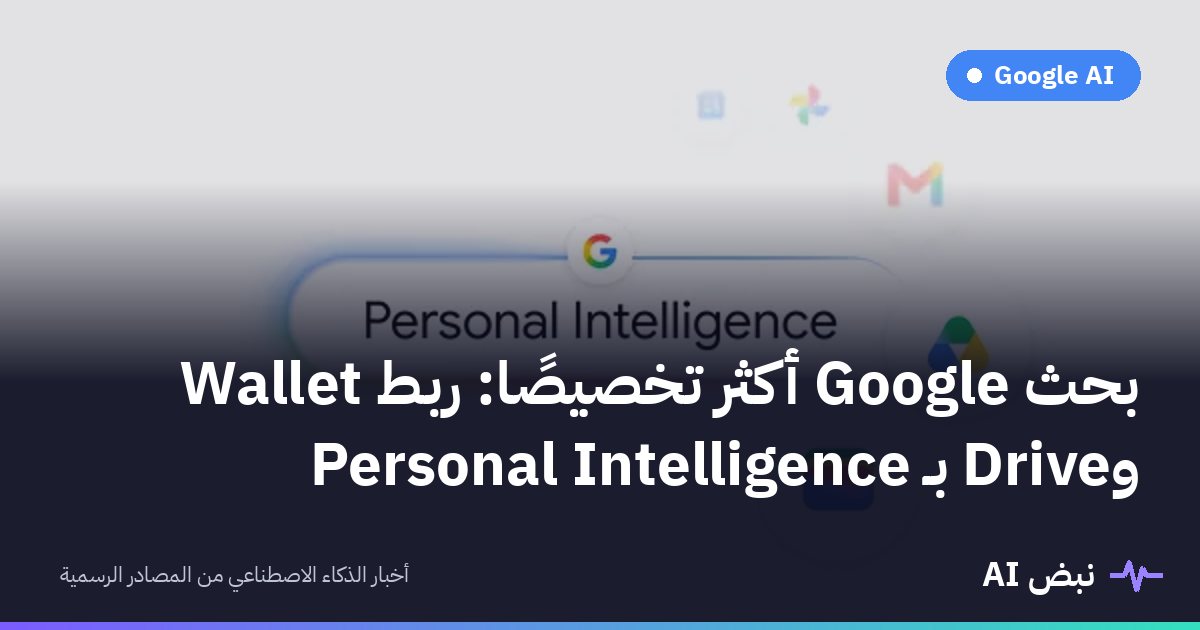 Google AI
Personal Intelligence
بحث Google أكثر تخصيصًا: ربط Wallet
وDrive بـ Personal Intelligence
نبض AI
أخبار الذكاء الاصطناعي من المصادر الرسمية